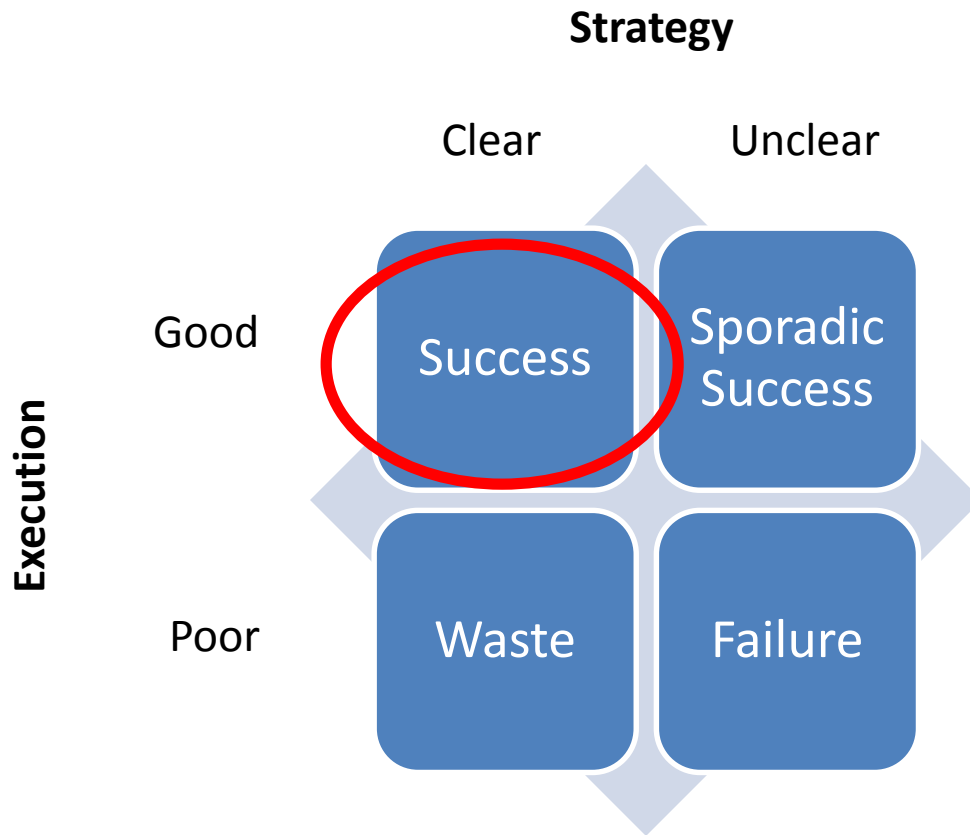 Strategy
Clear Unclear
Good
Success
Sporadic
Success
Execution
Poor
Waste
Failure